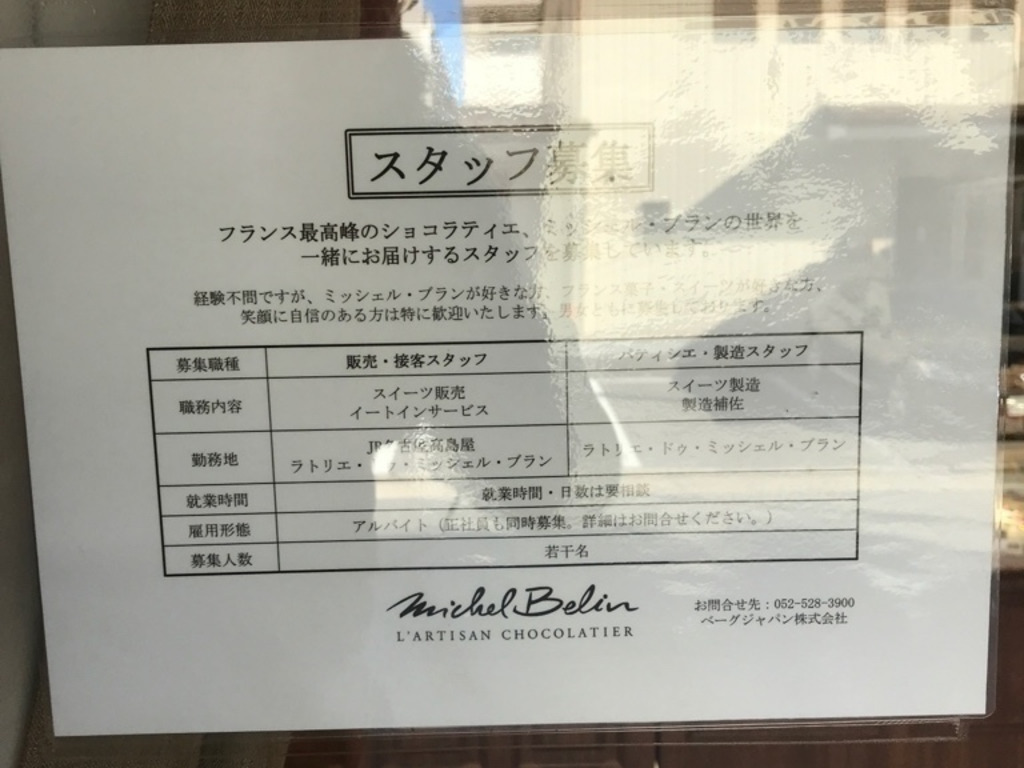 スタッフ募集
フランス最高峰のショコラティエ、ミッシェル・ブランの世界を
一緒にお届けするスタッフを募集しています。
経験不問ですが、ミッシェル・ブランが好きな方、フランス菓子・スイーツが好きな方、
笑顔に自信のある方は特に歓迎いたします。男女ともに募集しております。
募集職種 販売・接客スタッフ パティシエ・製造スタッフ
職務内容 スイーツ販売 スイーツ製造
イートインサービス 製造補佐
勤務地 JR名古屋髙島屋 ラトリエ・ドゥ・ミッシェル・ブラン
ラトリエ・ドゥ・ミッシェル・ブラン
就業時間 就業時間・日数は要相談
雇用形態 アルバイト（正社員も同時募集。詳細はお問合せください。）
募集人数 若干名
Michel Belin
L'ARTISAN CHOCOLATIER
お問合せ先：052-528-3900
ベーグジャパン株式会社